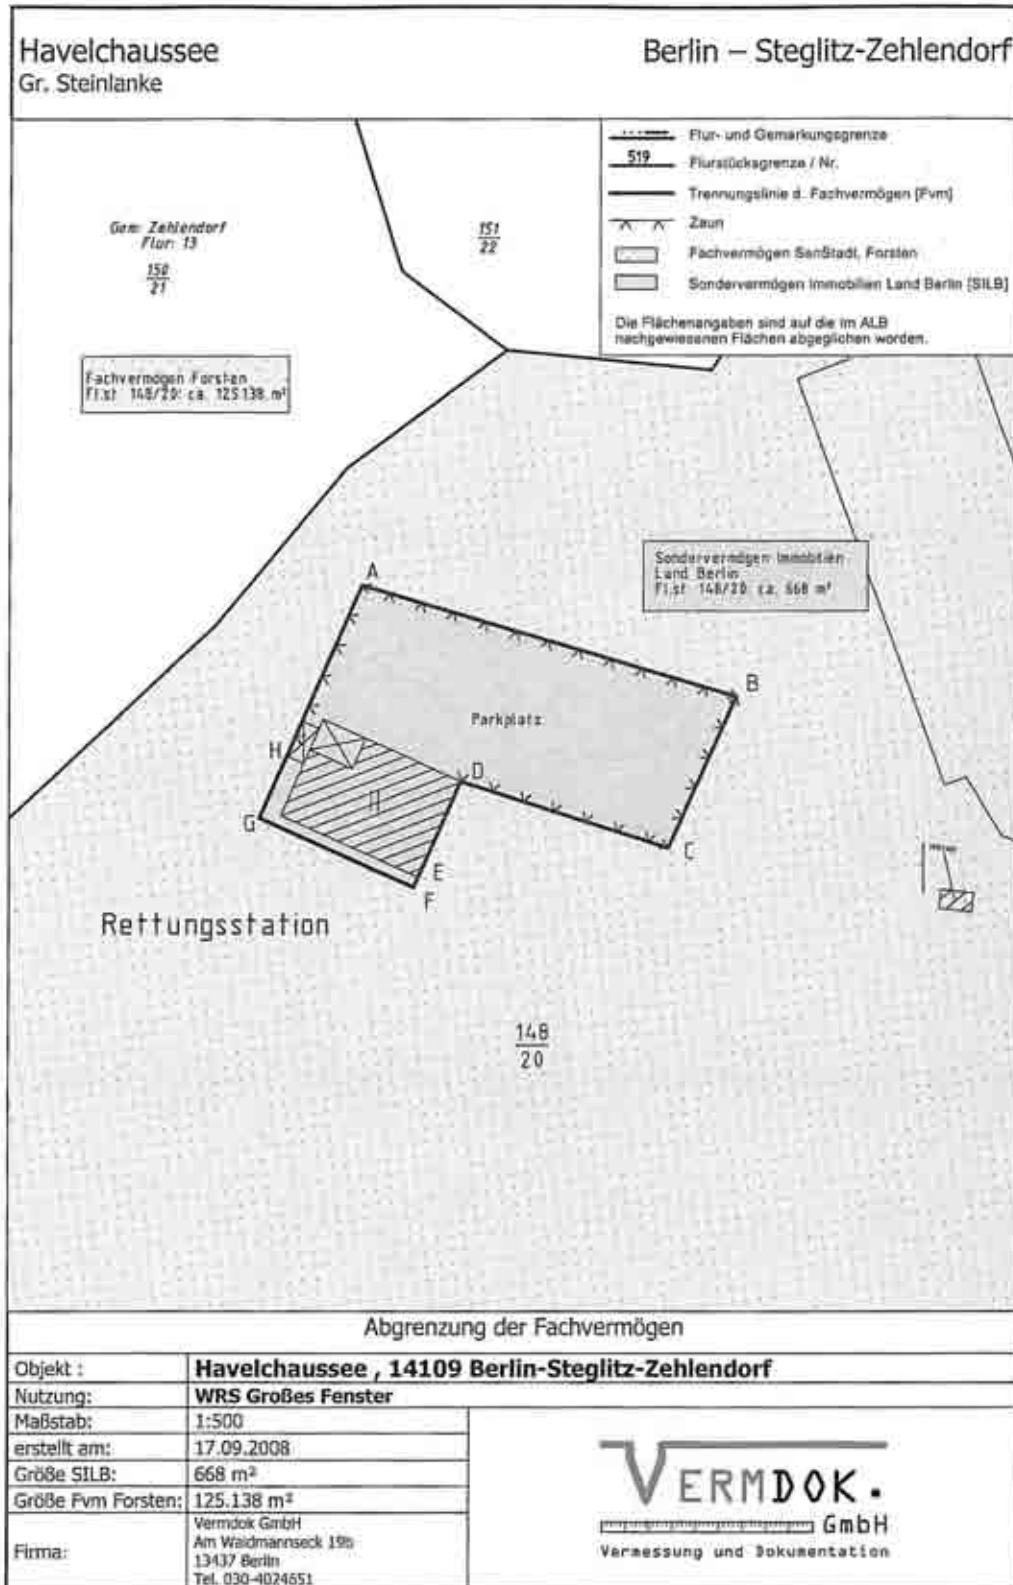 Havelchaussee
Gr. Steinlanke
Berlin – Steglitz-Zehlendorf
Flur- und Gemarkungsgrenze
519 Flurstücksgrenze / Nr.
Trennungslinie d. Fachvermögen [Fvm]
Zaun
Fachvermögen SenStadt, Forsten
Sondervermögen Immobilien Land Berlin [SILB]
Die Flächenangaben sind auf die im ALB
nachgewiesenen Flächen abgeglichen worden.
Gem: Zehlendorf
Flur: 13
150
21
151
22
Fachvermögen Forsten
Fl.st 148/20: ca. 125138 m²
Sondervermögen Immobilien
Land Berlin
Fl.st 148/20 ca. 668 m²
A
B
Parkplatz
H
D
G
C
E
F
Rettungsstation
148
20
Abgrenzung der Fachvermögen
Objekt : Havelchaussee , 14109 Berlin-Steglitz-Zehlendorf
Nutzung: WRS Großes Fenster
Maßstab: 1:500
erstellt am: 17.09.2008
Größe SILB: 668 m²
Größe Fvm Forsten: 125.138 m²
Firma: Vermdok GmbH
Am Waidmannseck 19b
13437 Berlin
Tel. 030-4024651
VERMDOK.
GmbH
Vermessung und Dokumentation